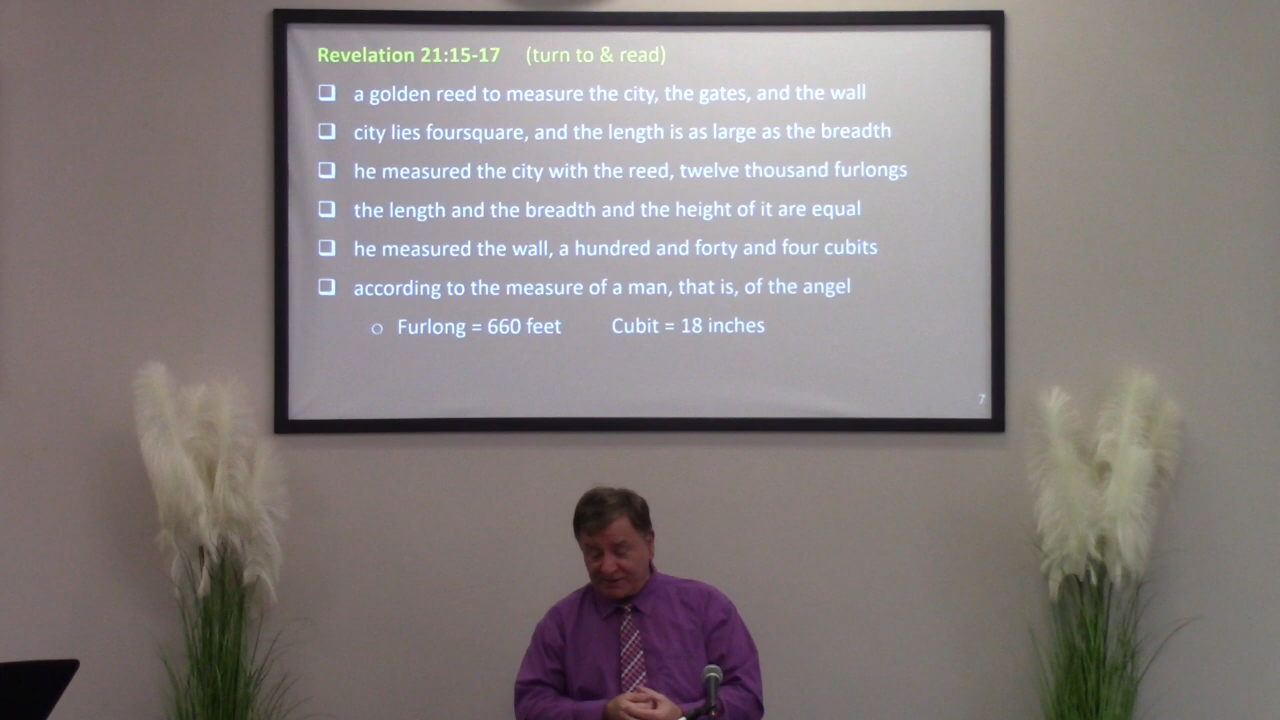 Revelation 21:15-17 (turn to & read)
❑ a golden reed to measure the city, the gates, and the wall
❑ city lies foursquare, and the length is as large as the breadth
❑ he measured the city with the reed, twelve thousand furlongs
❑ the length and the breadth and the height of it are equal
❑ he measured the wall, a hundred and forty and four cubits
❑ according to the measure of a man, that is, of the angel
o Furlong = 660 feet Cubit = 18 inches
7